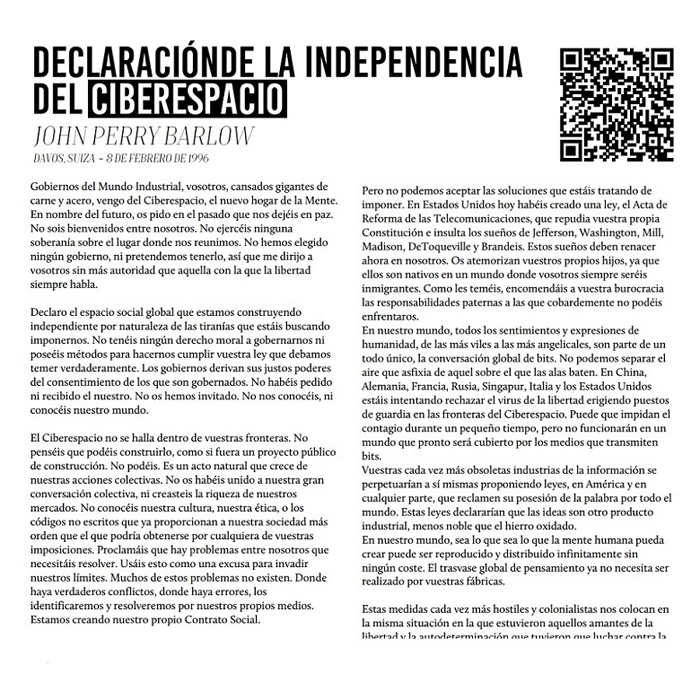 DECLARACIÓNDE LA INDEPENDENCIA
DEL CIBERESPACIO
JOHN PERRY BARLOW
DAVOS, SUIZA - 8 DE FEBRERO DE 1996
Gobiernos del Mundo Industrial, vosotros, cansados gigantes de
carne y acero, vengo del Ciberespacio, el nuevo hogar de la Mente.
En nombre del futuro, os pido en el pasado que nos dejéis en paz.
No sois bienvenidos entre nosotros. No ejercéis ninguna
soberanía sobre el lugar donde nos reunimos. No hemos elegido
ningún gobierno, ni pretendemos tenerlo, así que me dirijo a
vosotros sin más autoridad que aquella con la que la libertad
siempre habla.
Declaro el espacio social global que estamos construyendo
independiente por naturaleza de las tiranías que estáis buscando
imponernos. No tenéis ningún derecho moral a gobernarnos ni
poseéis métodos para hacernos cumplir vuestra ley que debamos
temer verdaderamente. Los gobiernos derivan sus justos poderes
del consentimiento de los que son gobernados. No habéis pedido
ni recibido el nuestro. No os hemos invitado. No nos conocéis, ni
conocéis nuestro mundo.
El Ciberespacio no se halla dentro de vuestras fronteras. No
penséis que podéis construirlo, como si fuera un proyecto público
de construcción. No podéis. Es un acto natural que crece de
nuestras acciones colectivas. No os habéis unido a nuestra gran
conversación colectiva, ni creasteis la riqueza de nuestros
mercados. No conocéis nuestra cultura, nuestra ética, o los
códigos no escritos que ya proporcionan a nuestra sociedad más
orden que el que podría obtenerse por cualquiera de vuestras
imposiciones. Proclamáis que hay problemas entre nosotros que
necesitáis resolver. Usáis esto como una excusa para invadir
nuestros límites. Muchos de estos problemas no existen. Donde
haya verdaderos conflictos, donde haya errores, los
identificaremos y resolveremos por nuestros propios medios.
Estamos creando nuestro propio Contrato Social.
Pero no podemos aceptar las soluciones que estáis tratando de
imponer. En Estados Unidos hoy habéis creado una ley, el Acta de
Reforma de las Telecomunicaciones, que repudia vuestra propia
Constitución e insulta los sueños de Jefferson, Washington, Mill,
Madison, DeToqueville y Brandeis. Estos sueños deben renacer
ahora en nosotros. Os atemorizan vuestros propios hijos, ya que
ellos son nativos en un mundo donde vosotros siempre seréis
inmigrantes. Como les teméis, encomendáis a vuestra burocracia
las responsabilidades paternas a las que cobardemente no podéis
enfrentaros.
En nuestro mundo, todos los sentimientos y expresiones de
humanidad, de las más viles a las más angelicales, son parte de un
todo único, la conversación global de bits. No podemos separar el
aire que asfixia de aquel sobre el que las alas baten. En China,
Alemania, Francia, Rusia, Singapur, Italia y los Estados Unidos
estáis intentando rechazar el virus de la libertad erigiendo puestos
de guardia en las fronteras del Ciberespacio. Puede que impidan el
contagio durante un pequeño tiempo, pero no funcionarán en un
mundo que pronto será cubierto por los medios que transmiten
bits.
Vuestras cada vez más obsoletas industrias de la información se
perpetuarían a sí mismas proponiendo leyes, en América y en
cualquier parte, que reclamen su posesión de la palabra por todo el
mundo. Estas leyes declararían que las ideas son otro producto
industrial, menos noble que el hierro oxidado.
En nuestro mundo, sea lo que sea lo que la mente humana pueda
crear puede ser reproducido y distribuido infinitamente sin
ningún coste. El trasvase global de pensamiento ya no necesita ser
realizado por vuestras fábricas.
Estas medidas cada vez más hostiles y colonialistas nos colocan en
la misma situación en la que estuvieron aquellos amantes de la
libertad y la autodeterminación que tuvieron que luchar contra la